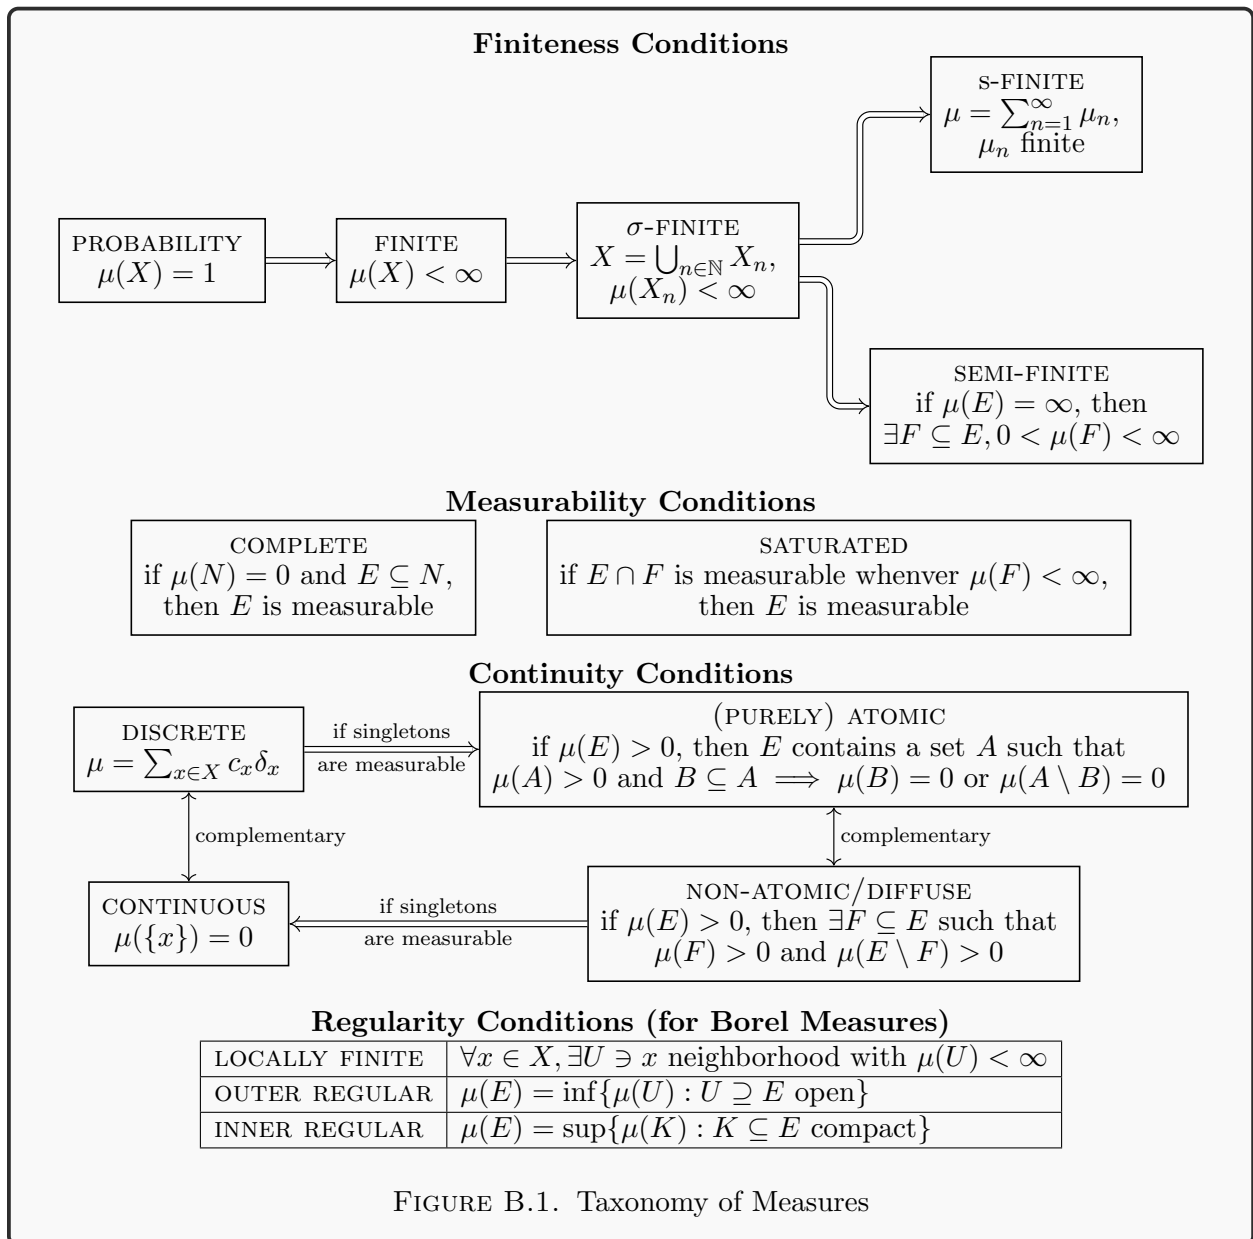 Finiteness Conditions
S-FINITE
μ = ∑_{n=1}^{∞} μ_n,
μ_n finite
PROBABILITY
μ(X) = 1
FINITE
μ(X) < ∞
σ-FINITE
X = ⋃_{n∈ℕ} X_n,
μ(X_n) < ∞
SEMI-FINITE
if μ(E) = ∞, then
∃F ⊆ E, 0 < μ(F) < ∞
Measurability Conditions
COMPLETE
if μ(N) = 0 and E ⊆ N,
then E is measurable
SATURATED
if E ∩ F is measurable whenver μ(F) < ∞,
then E is measurable
Continuity Conditions
DISCRETE
μ = ∑_{x∈X} c_x δ_x
if singletons
are measurable
(PURELY) ATOMIC
if μ(E) > 0, then E contains a set A such that
μ(A) > 0 and B ⊆ A ⟹ μ(B) = 0 or μ(A \ B) = 0
complementary
complementary
CONTINUOUS
μ({x}) = 0
if singletons
are measurable
NON-ATOMIC/DIFFUSE
if μ(E) > 0, then ∃F ⊆ E such that
μ(F) > 0 and μ(E \ F) > 0
Regularity Conditions (for Borel Measures)
LOCALLY FINITE ∀x ∈ X, ∃U ∋ x neighborhood with μ(U) < ∞
OUTER REGULAR μ(E) = inf{μ(U) : U ⊇ E open}
INNER REGULAR μ(E) = sup{μ(K) : K ⊆ E compact}
FIGURE B.1. Taxonomy of Measures